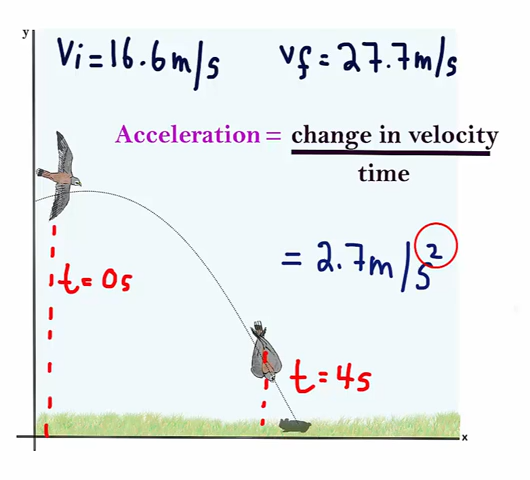 y
Vi=16.6m/s vf=27.7m/s
Acceleration = change in velocity
time
= 2.7m/s²
t=0s
t=4s
x